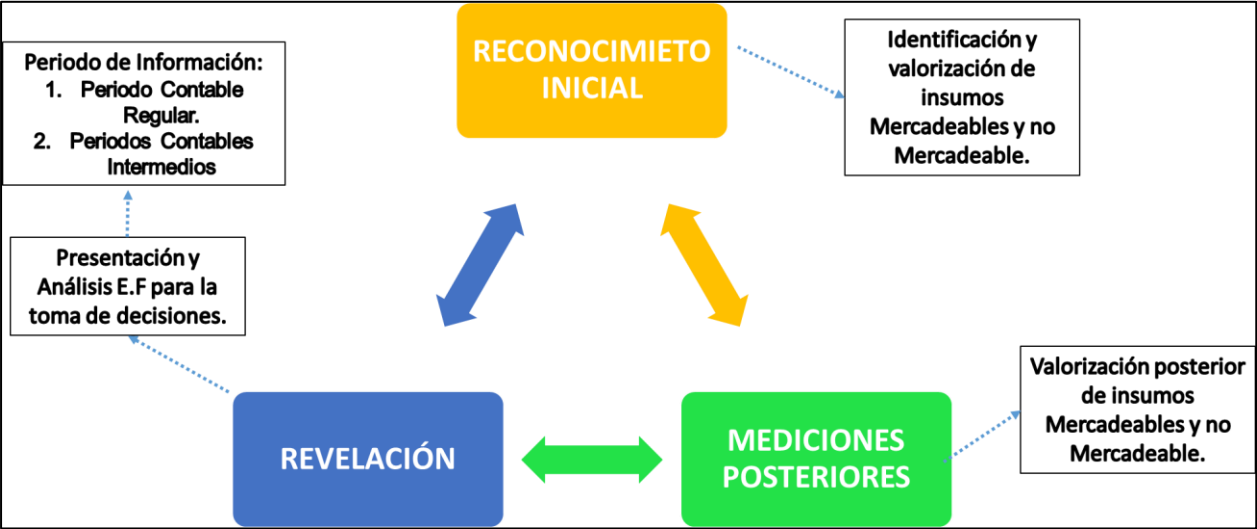 RECONOCIMIETO
INICIAL
Identificación y
valorización de
insumos
Mercadeables y no
Mercadeable.
Periodo de Información:
1. Periodo Contable
Regular.
2. Periodos Contables
Intermedios
Presentación y
Análisis E.F para la
toma de decisiones.
REVELACIÓN
MEDICIONES
POSTERIORES
Valorización posterior
de insumos
Mercadeables y no
Mercadeable.